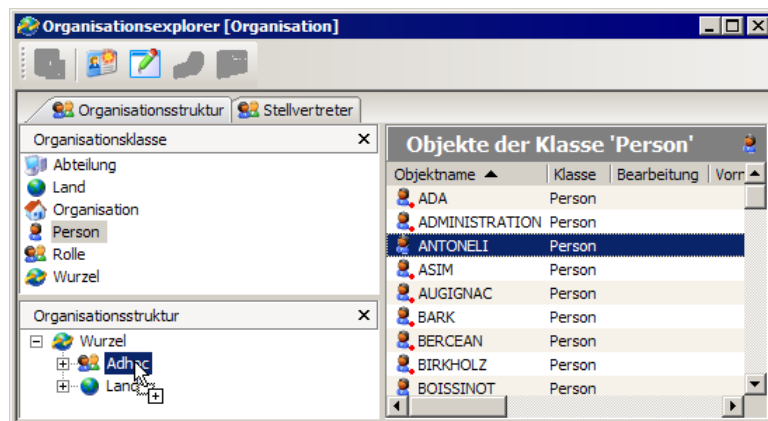 Organisationsexplorer [Organisation]
Organisationsstruktur Stellvertreter
Organisationsklasse
Abteilung
Land
Organisation
Person
Rolle
Wurzel
Organisationsstruktur
Wurzel
Adhoc
Land
Objekte der Klasse 'Person'
Objektname Klasse Bearbeitung Vorn
ADA Person
ADMINISTRATION Person
ANTONELI Person
ASIM Person
AUGIGNAC Person
BARK Person
BERCEAN Person
BIRKHOLZ Person
BOISSINOT Person